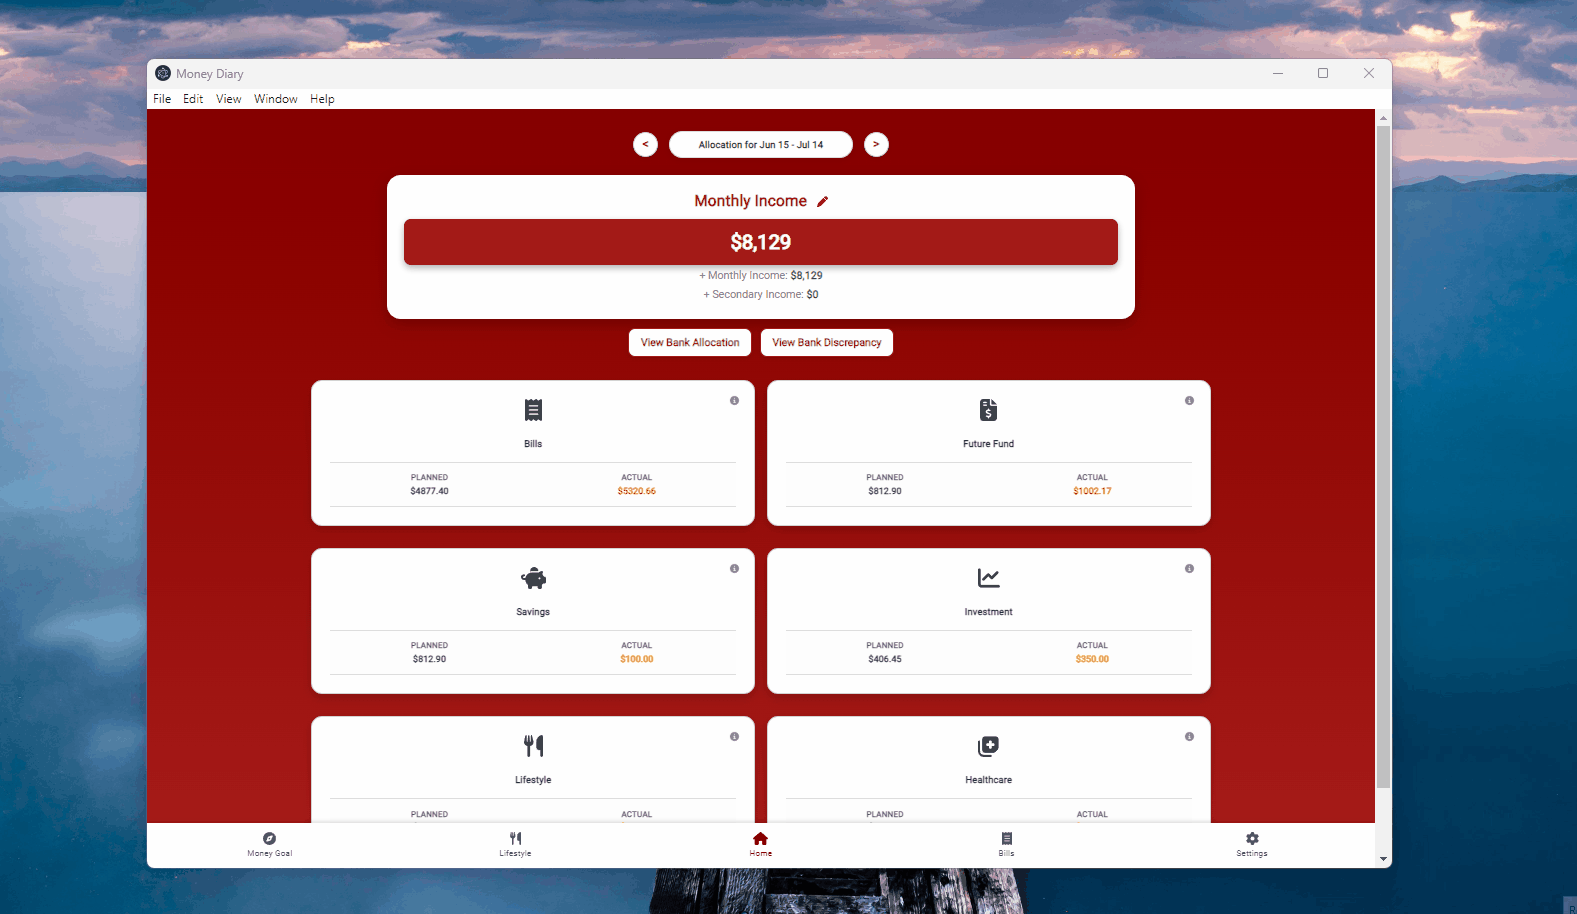 Money Diary
File Edit View Window Help
< Allocation for Jun 15 - Jul 14 >
Monthly Income
$8,129
+ Monthly Income: $8,129
+ Secondary Income: $0
View Bank Allocation View Bank Discrepancy
Bills
PLANNED ACTUAL
$4877.40 $5320.66
Future Fund
PLANNED ACTUAL
$812.90 $1002.17
Savings
PLANNED ACTUAL
$812.90 $100.00
Investment
PLANNED ACTUAL
$406.45 $350.00
Lifestyle
PLANNED ACTUAL
Healthcare
PLANNED ACTUAL
Money Goal Lifestyle Home Bills Settings